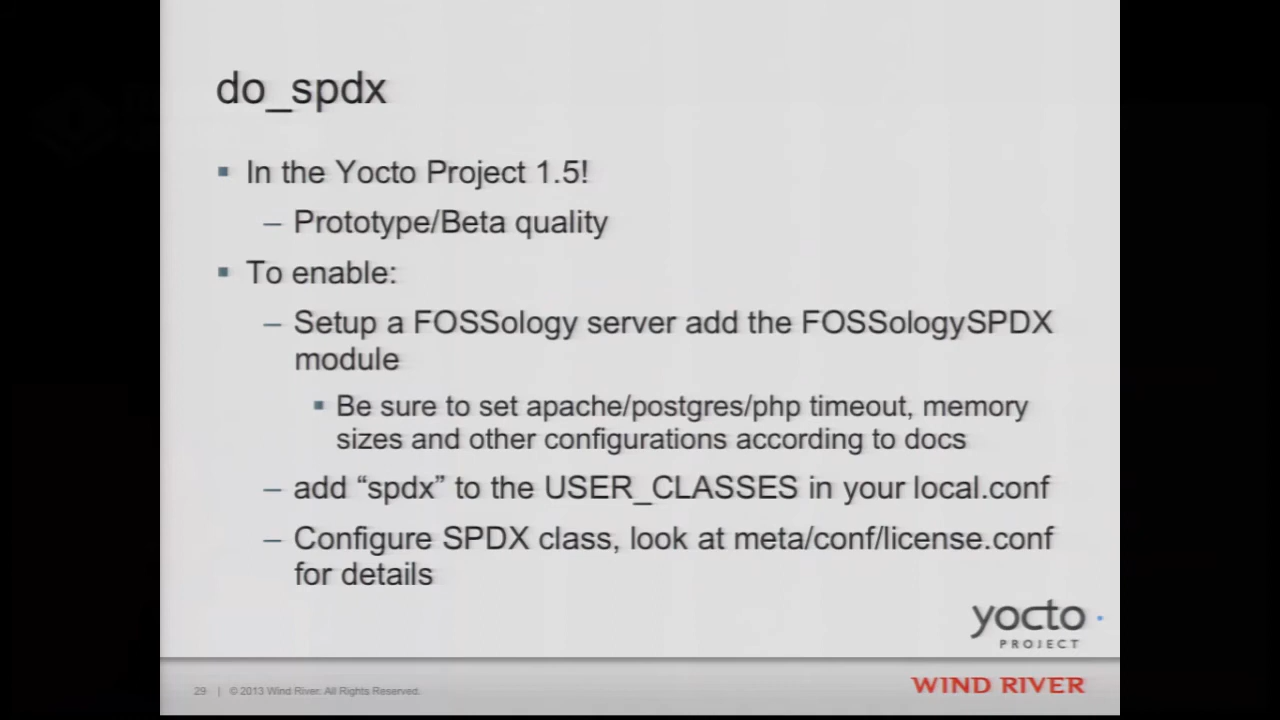 do_spdx
▪ In the Yocto Project 1.5!
– Prototype/Beta quality
▪ To enable:
– Setup a FOSSology server add the FOSSologySPDX
module
▪ Be sure to set apache/postgres/php timeout, memory
sizes and other configurations according to docs
– add “spdx” to the USER_CLASSES in your local.conf
– Configure SPDX class, look at meta/conf/license.conf
for details
yocto
PROJECT
29 | © 2013 Wind River. All Rights Reserved.
WIND RIVER